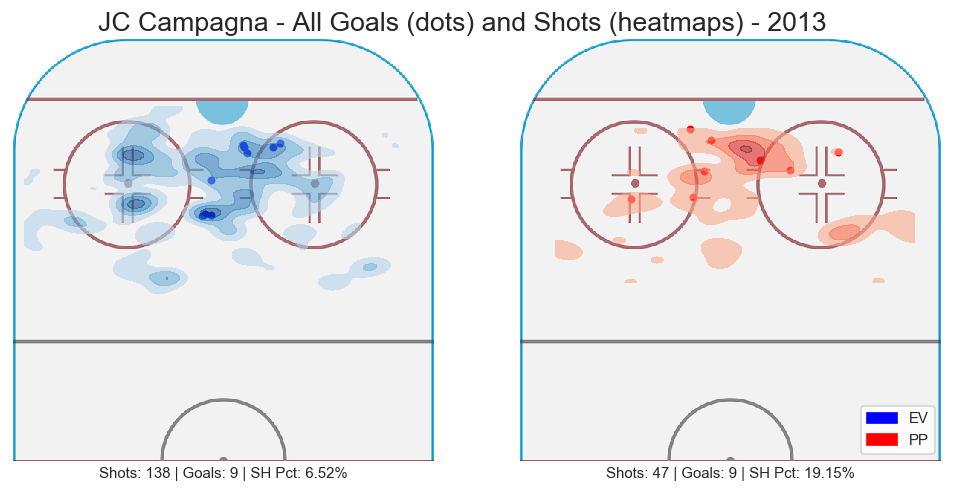 JC Campagna - All Goals (dots) and Shots (heatmaps) - 2013
EV
PP
Shots: 138 | Goals: 9 | SH Pct: 6.52%
Shots: 47 | Goals: 9 | SH Pct: 19.15%